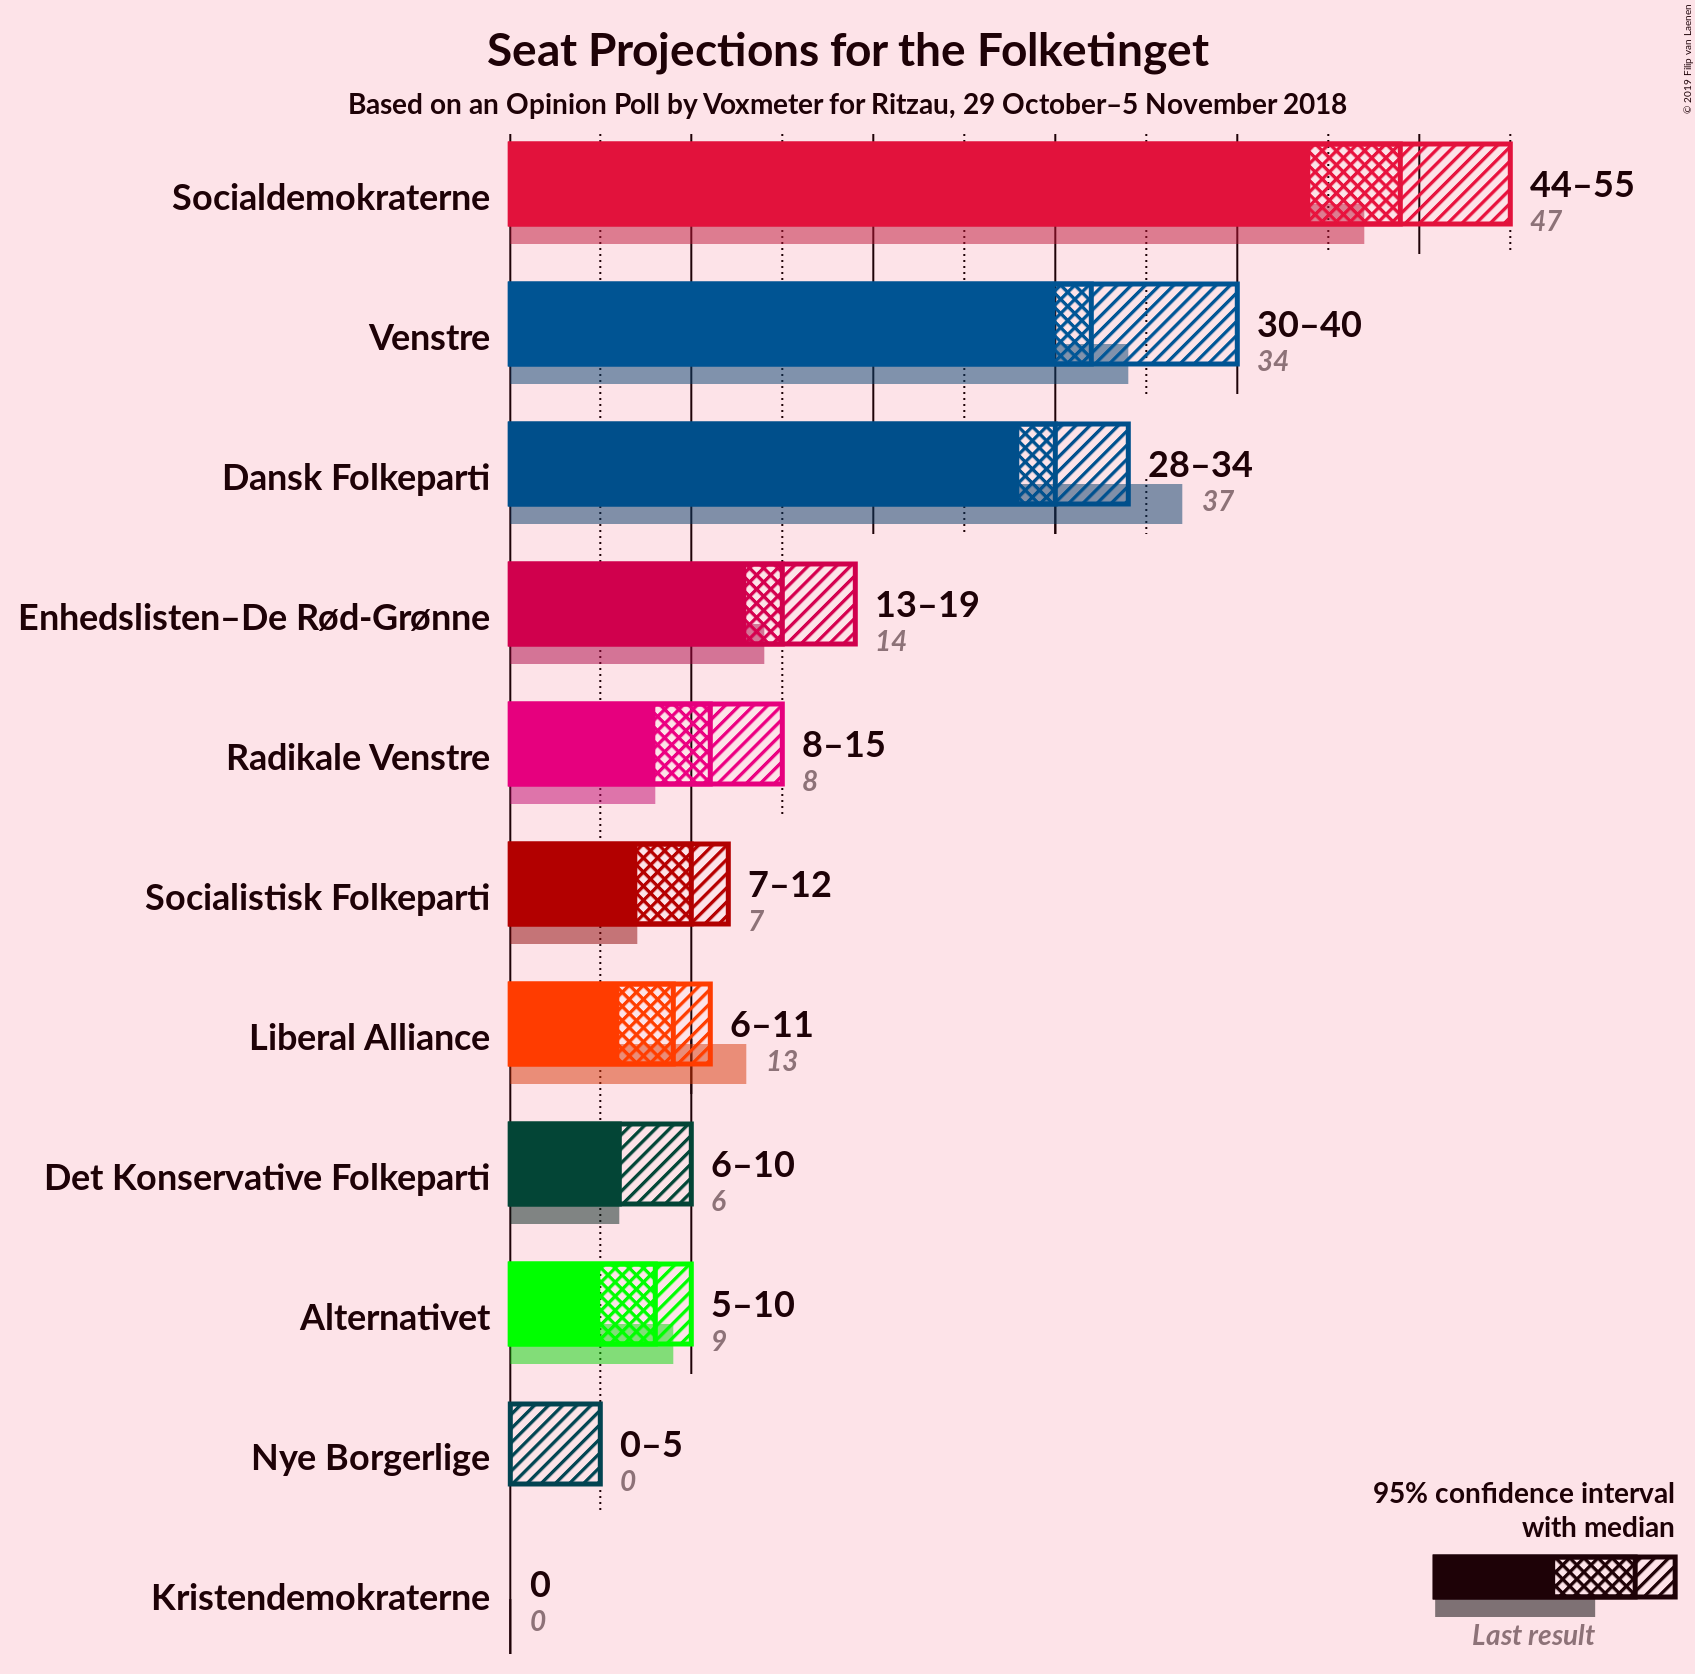 Seat Projections for the Folketinget
Based on an Opinion Poll by Voxmeter for Ritzau, 29 October–5 November 2018
© 2019 Filip van Laenen
Socialdemokraterne
44–55
47
Venstre
30–40
34
Dansk Folkeparti
28–34
37
Enhedslisten–De Rød-Grønne
13–19
14
Radikale Venstre
8–15
8
Socialistisk Folkeparti
7–12
7
Liberal Alliance
6–11
13
Det Konservative Folkeparti
6–10
6
Alternativet
5–10
9
Nye Borgerlige
0–5
0
Kristendemokraterne
0
0
95% confidence interval
with median
Last result